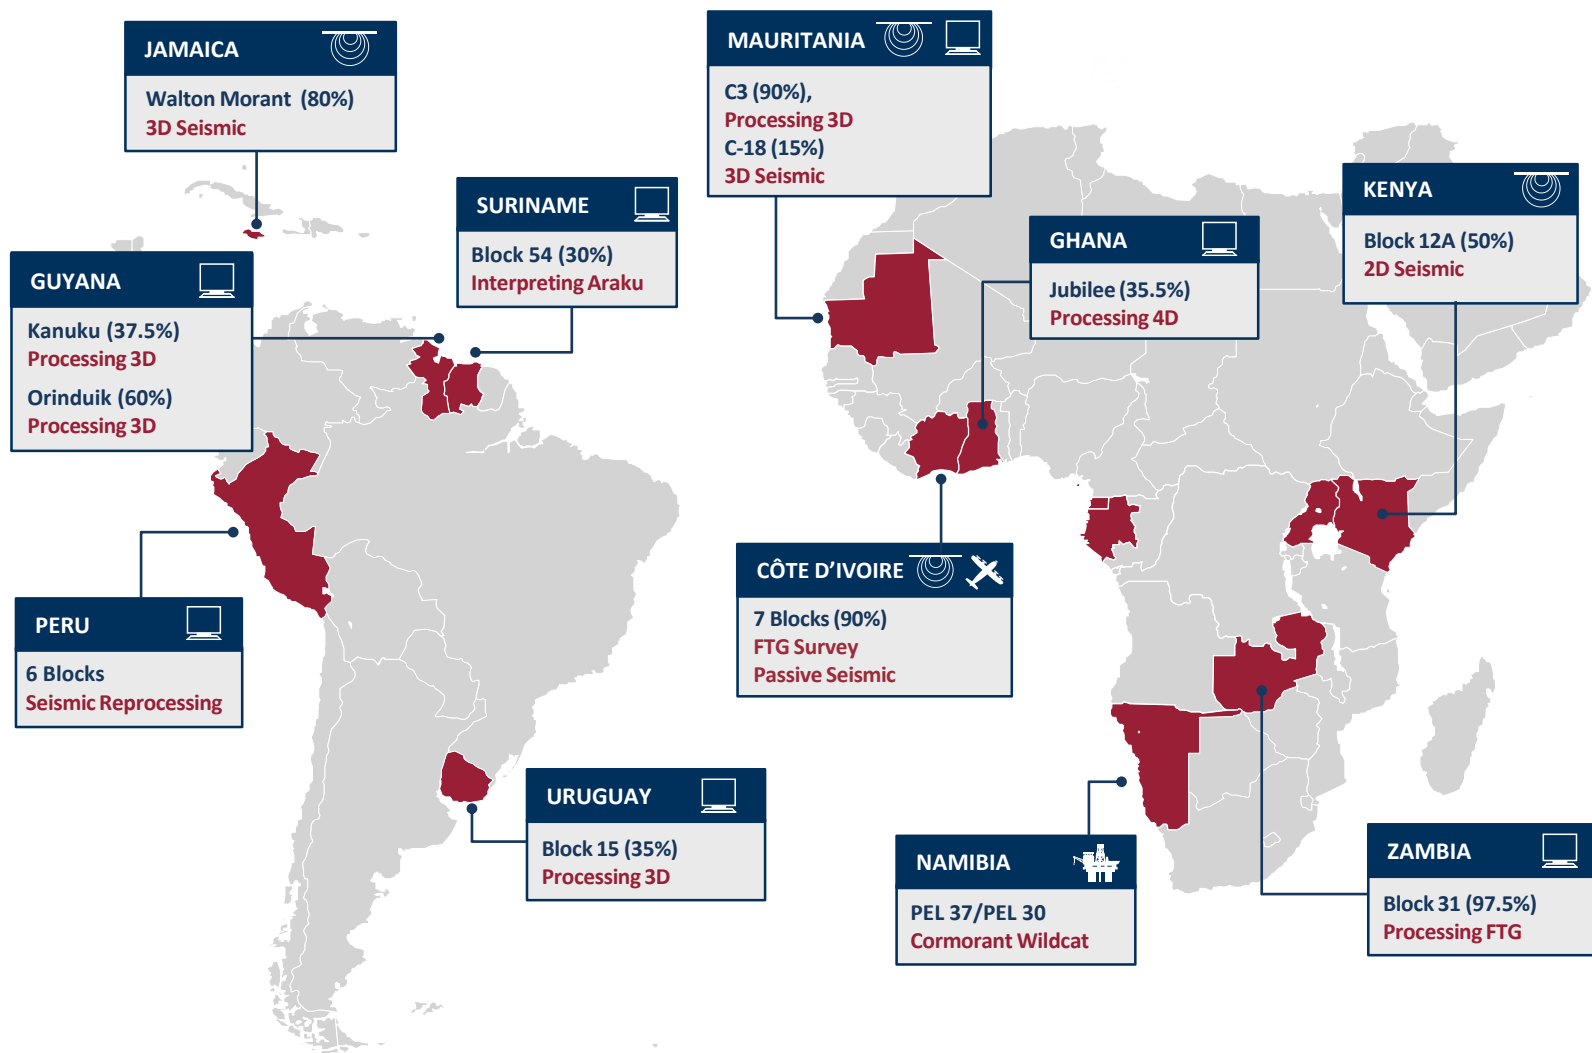 JAMAICA
Walton Morant (80%)
3D Seismic
MAURITANIA
C3 (90%),
Processing 3D
C-18 (15%)
3D Seismic
SURINAME
Block 54 (30%)
Interpreting Araku
KENYA
Block 12A (50%)
2D Seismic
GHANA
Jubilee (35.5%)
Processing 4D
GUYANA
Kanuku (37.5%)
Processing 3D
Orinduik (60%)
Processing 3D
CÔTE D’IVOIRE
7 Blocks (90%)
FTG Survey
Passive Seismic
PERU
6 Blocks
Seismic Reprocessing
URUGUAY
Block 15 (35%)
Processing 3D
NAMIBIA
PEL 37/PEL 30
Cormorant Wildcat
ZAMBIA
Block 31 (97.5%)
Processing FTG